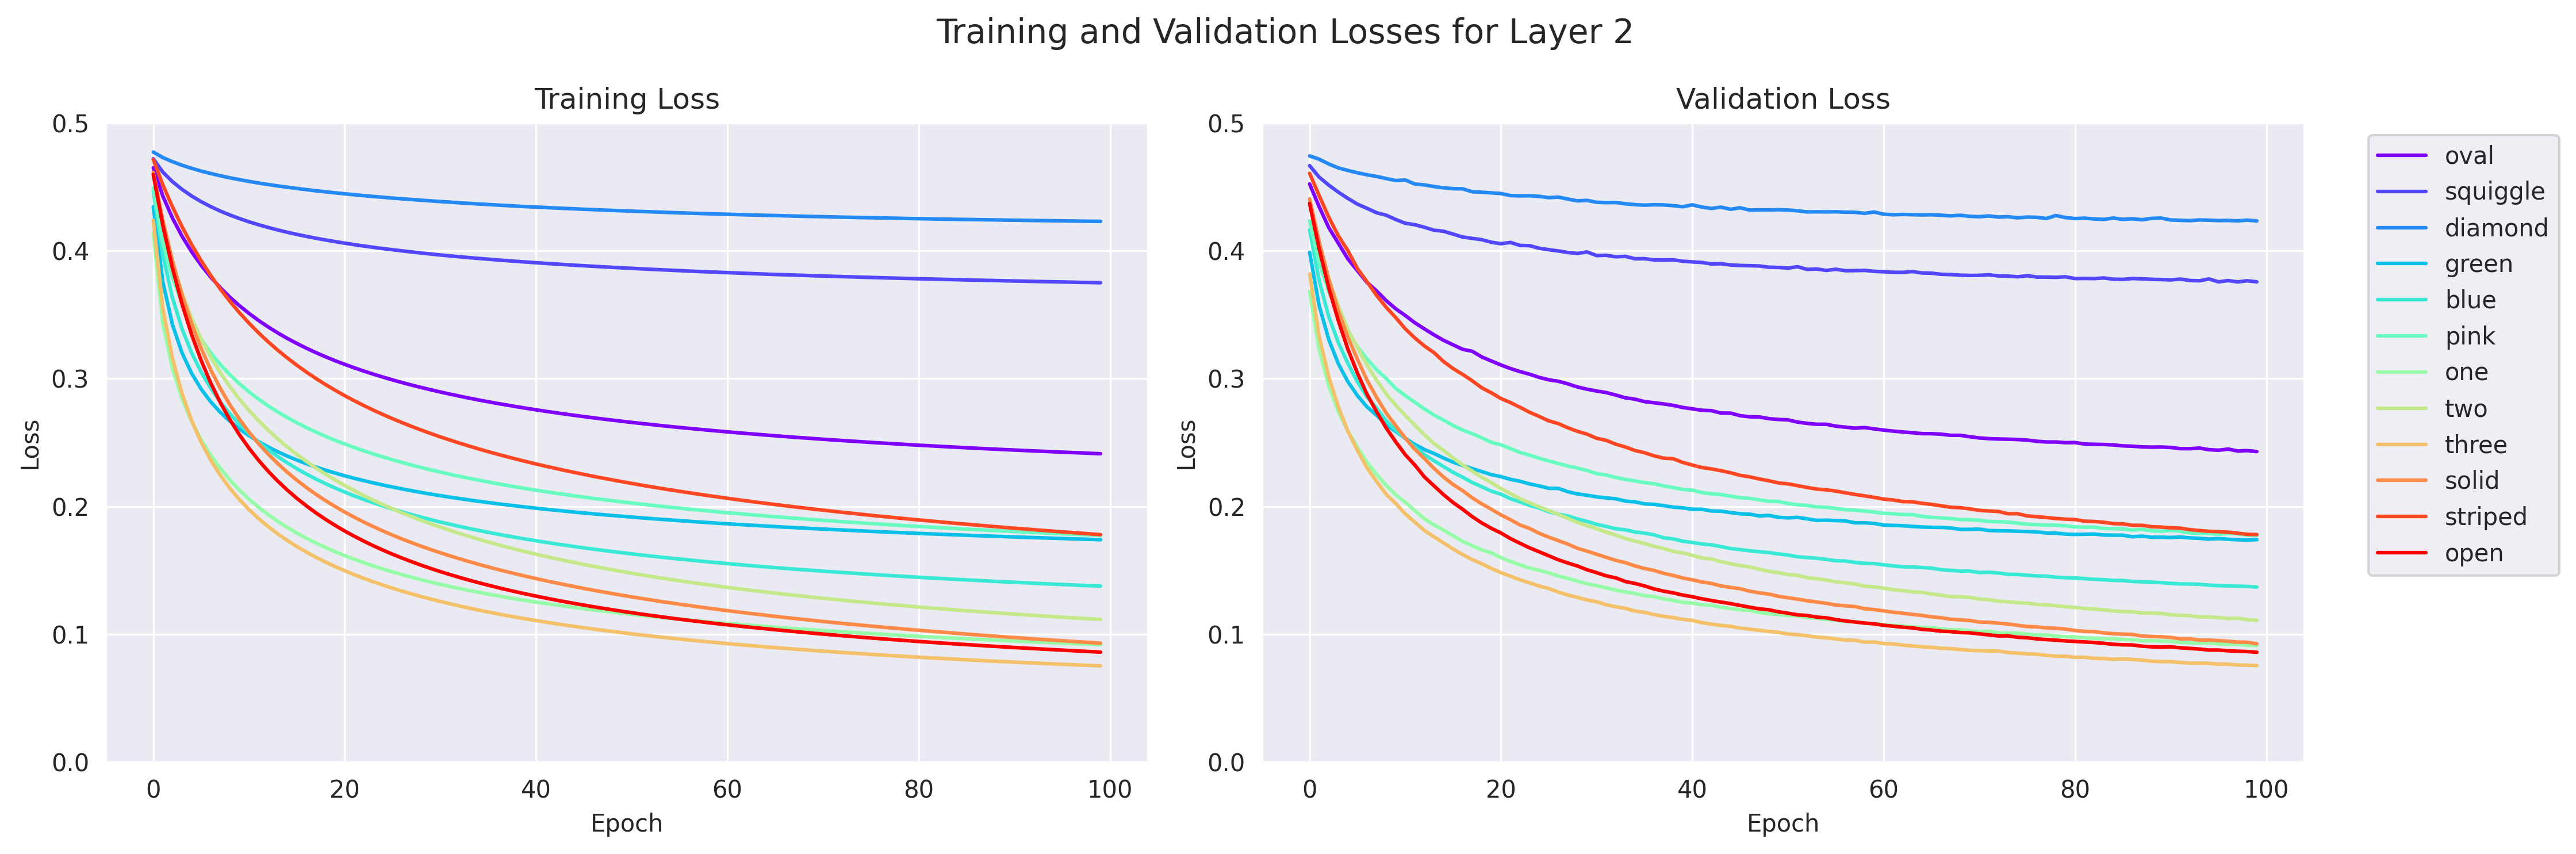 Training and Validation Losses for Layer 2
Training Loss
Loss
0.5
0.4
0.3
0.2
0.1
0.0
0 20 40 60 80 100
Epoch
Validation Loss
Loss
0.5
0.4
0.3
0.2
0.1
0.0
0 20 40 60 80 100
Epoch
oval
squiggle
diamond
green
blue
pink
one
two
three
solid
striped
open